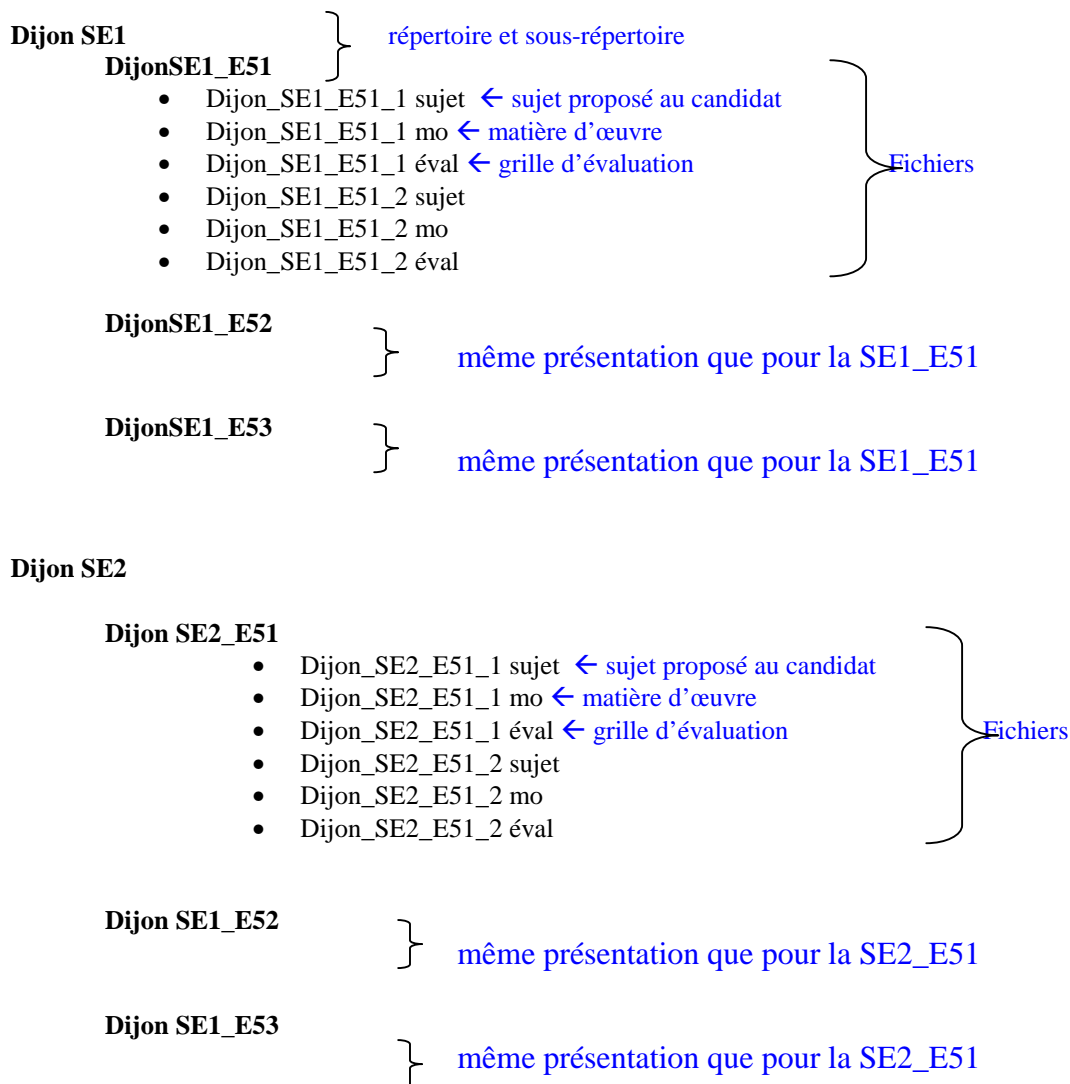 Dijon SE1 répertoire et sous-répertoire
DijonSE1_E51
• Dijon_SE1_E51_1 sujet ← sujet proposé au candidat
• Dijon_SE1_E51_1 mo ← matière d’œuvre
• Dijon_SE1_E51_1 éval ← grille d’évaluation Fichiers
• Dijon_SE1_E51_2 sujet
• Dijon_SE1_E51_2 mo
• Dijon_SE1_E51_2 éval
DijonSE1_E52
même présentation que pour la SE1_E51
DijonSE1_E53
même présentation que pour la SE1_E51
Dijon SE2
Dijon SE2_E51
• Dijon_SE2_E51_1 sujet ← sujet proposé au candidat
• Dijon_SE2_E51_1 mo ← matière d’œuvre
• Dijon_SE2_E51_1 éval ← grille d’évaluation Fichiers
• Dijon_SE2_E51_2 sujet
• Dijon_SE2_E51_2 mo
• Dijon_SE2_E51_2 éval
Dijon SE1_E52
même présentation que pour la SE2_E51
Dijon SE1_E53
même présentation que pour la SE2_E51